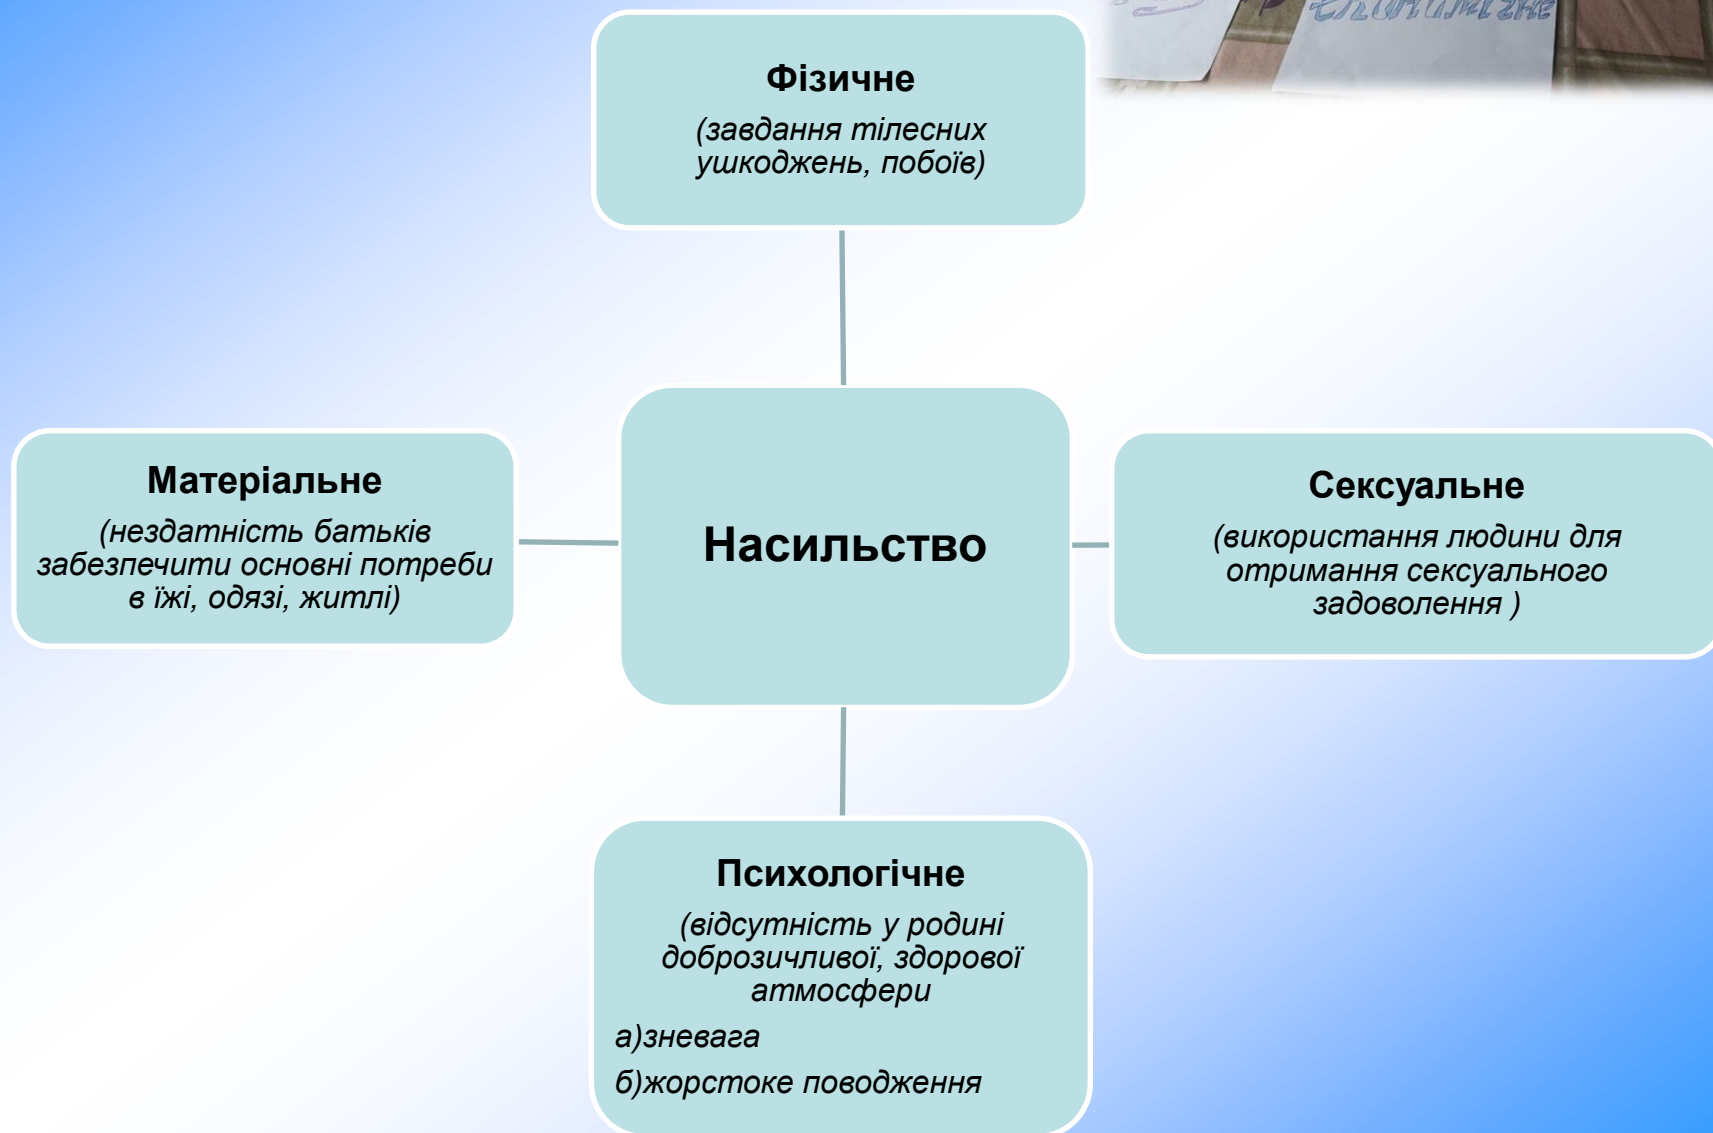 Фізичне
(завдання тілесних
ушкоджень, побоїв)
Матеріальне
(нездатність батьків
забезпечити основні потреби
в їжі, одязі, житлі)
Насильство
Сексуальне
(використання людини для
отримання сексуального
задоволення )
Психологічне
(відсутність у родині
доброзичливої, здорової
атмосфери
а)зневага
б)жорстоке поводження